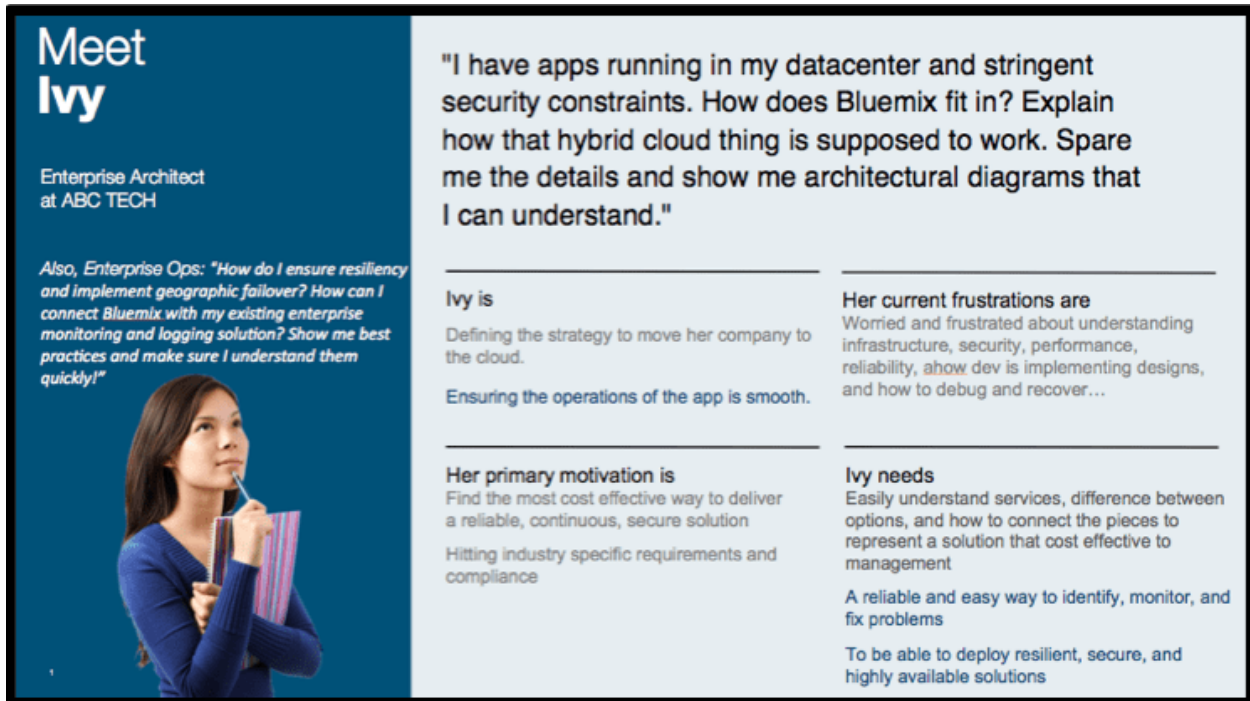 Meet
Ivy
Enterprise Architect
at ABC TECH
Also, Enterprise Ops: "How do I ensure resiliency
and implement geographic failover? How can I
connect Bluemix with my existing enterprise
monitoring and logging solution? Show me best
practices and make sure I understand them
quickly!"
1
"I have apps running in my datacenter and stringent
security constraints. How does Bluemix fit in? Explain
how that hybrid cloud thing is supposed to work. Spare
me the details and show me architectural diagrams that
I can understand."
Ivy is
Defining the strategy to move her company to
the cloud.
Ensuring the operations of the app is smooth.
Her current frustrations are
Worried and frustrated about understanding
infrastructure, security, performance,
reliability, ahow dev is implementing designs,
and how to debug and recover...
Her primary motivation is
Find the most cost effective way to deliver
a reliable, continuous, secure solution
Hitting industry specific requirements and
compliance
Ivy needs
Easily understand services, difference between
options, and how to connect the pieces to
represent a solution that cost effective to
management
A reliable and easy way to identify, monitor, and
fix problems
To be able to deploy resilient, secure, and
highly available solutions